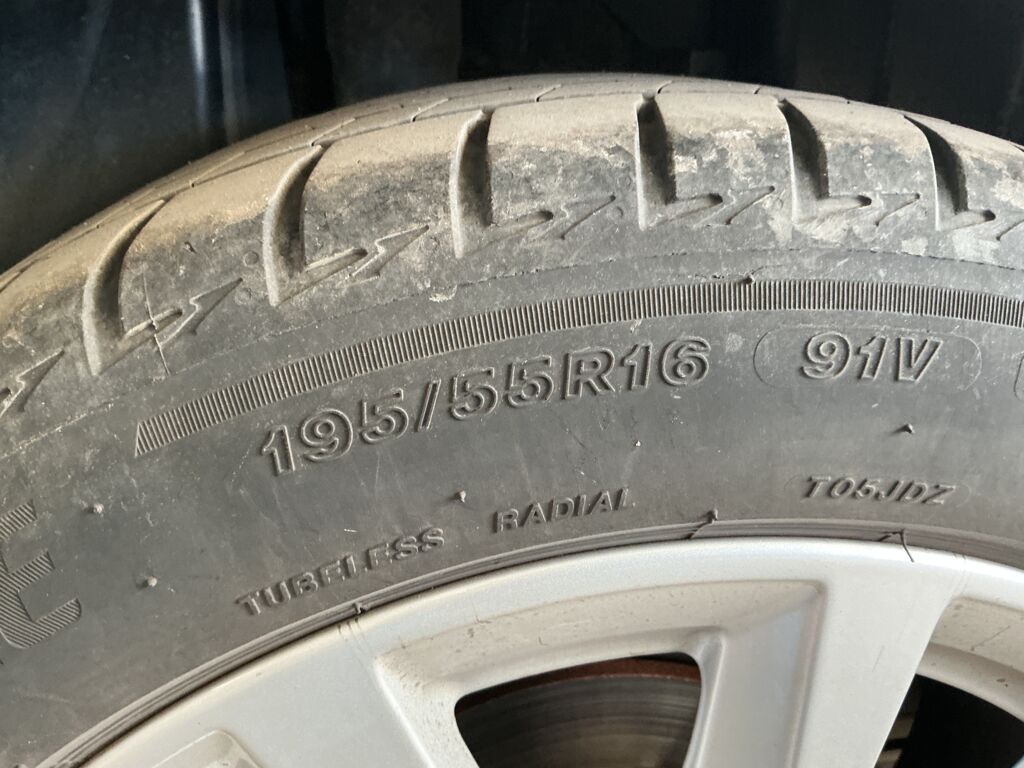 195/55R16 91V
TUBELESS RADIAL T05JDZ
E